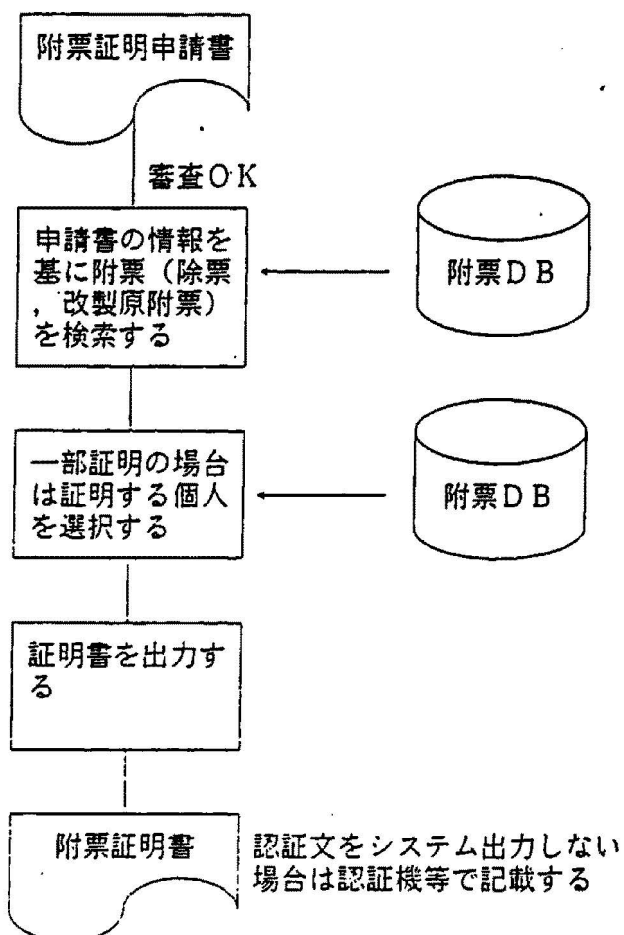 附票証明申請書
審査OK
申請書の情報を
基に附票（除票
，改製原附票）
を検索する
附票DB
一部証明の場合
は証明する個人
を選択する
附票DB
証明書を出力す
る
附票証明書
認証文をシステム出力しない
場合は認証機等で記載する